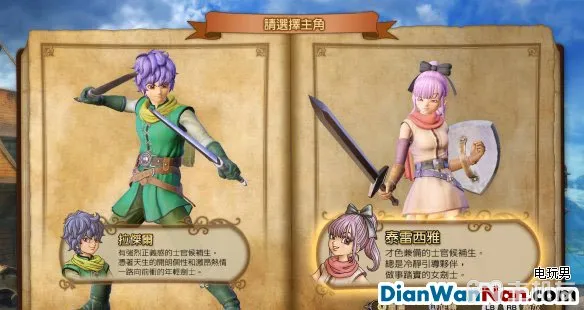 請選擇主角
拉傑爾
有強烈正義感的士官候補生。
憑著天生的開朗個性和激昂熱情
一路向前衝的年輕劍士。
泰雷西雅
才色兼備的士官候補生。
總是冷靜引導夥伴，
做事踏實的女劍士。
电玩男
DianWanNan.com